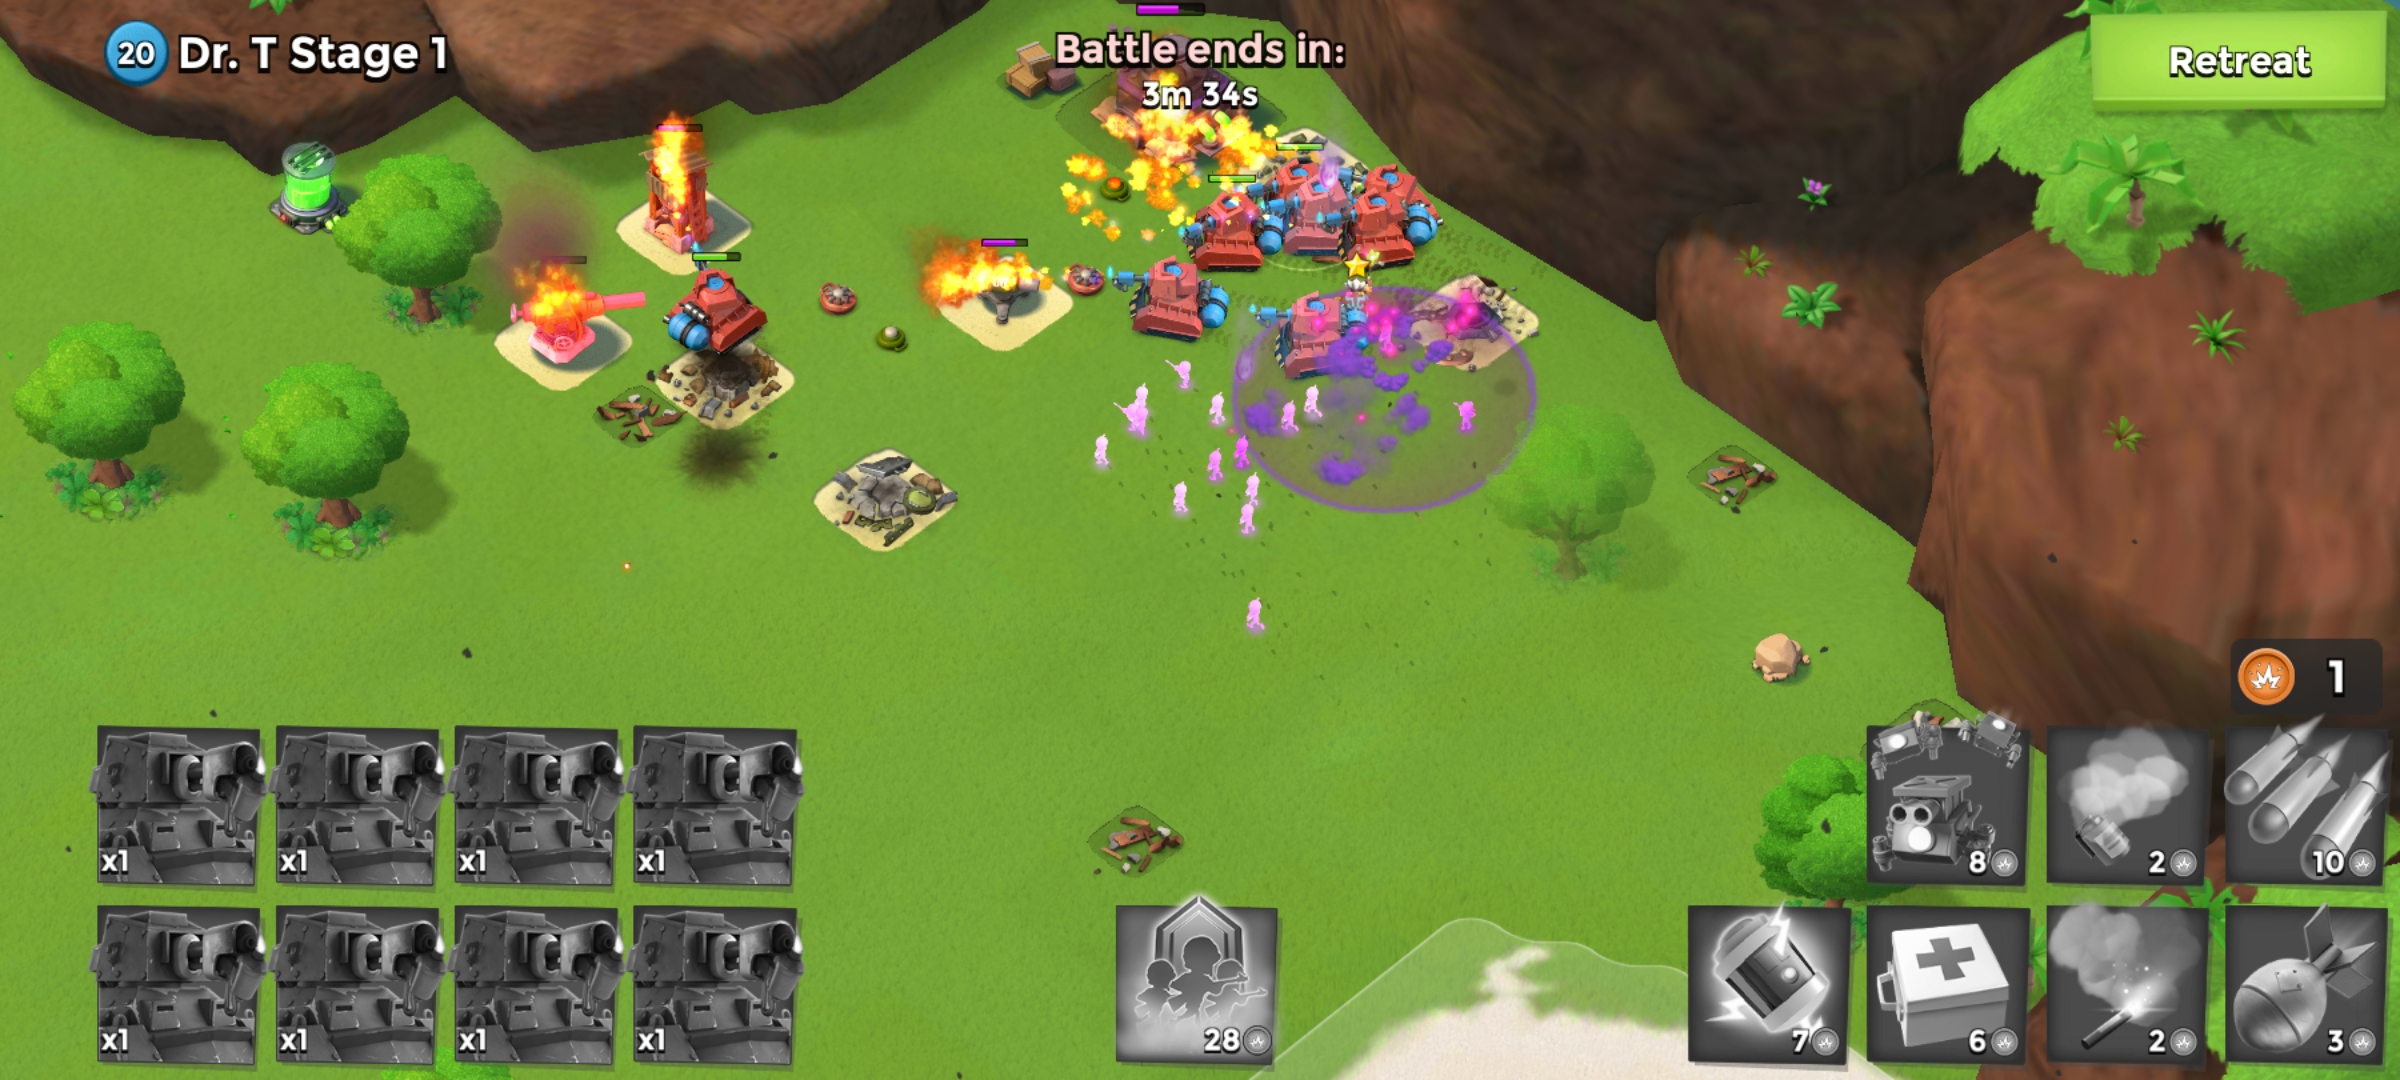 20 Dr. T Stage 1
Battle ends in:
3m 34s
Retreat
1
x1 x1 x1 x1
8 2 10
x1 x1 x1 x1
28
7 6 2 3